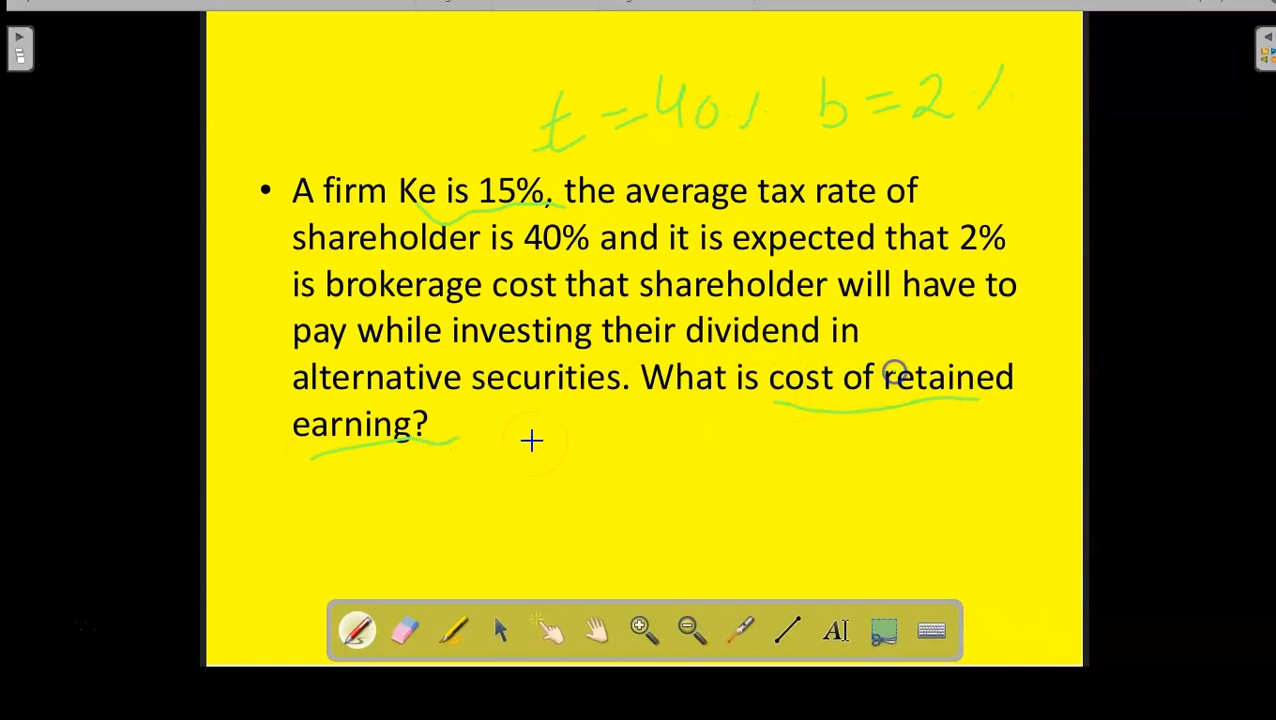 t = 40% b = 2%
• A firm Ke is 15%, the average tax rate of
shareholder is 40% and it is expected that 2%
is brokerage cost that shareholder will have to
pay while investing their dividend in
alternative securities. What is cost of retained
earning?
AI